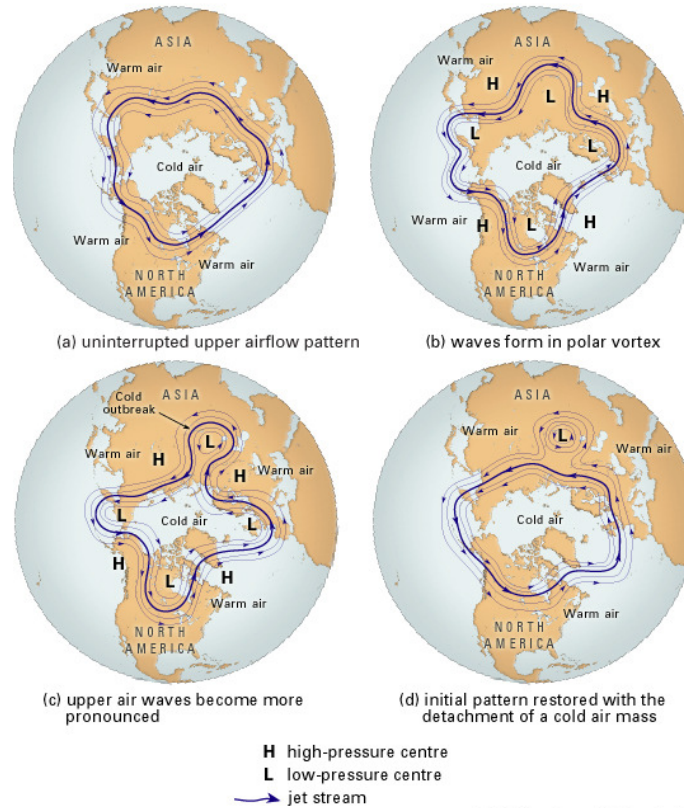 ASIA
Warm air
Cold air
Warm air
Warm air
NORTH
AMERICA
(a) uninterrupted upper airflow pattern
ASIA
Warm air
H
H
L
L
L
Cold air
Warm air
H
L
H
Warm air
NORTH
AMERICA
(b) waves form in polar vortex
ASIA
Cold
outbreak
L
Warm air
H
Warm air
H
L
Cold air
L
H
L
H
Warm air
NORTH
AMERICA
(c) upper air waves become more
pronounced
ASIA
L
Warm air
Warm air
Cold air
Warm air
NORTH
AMERICA
(d) initial pattern restored with the
detachment of a cold air mass
H high-pressure centre
L low-pressure centre
jet stream